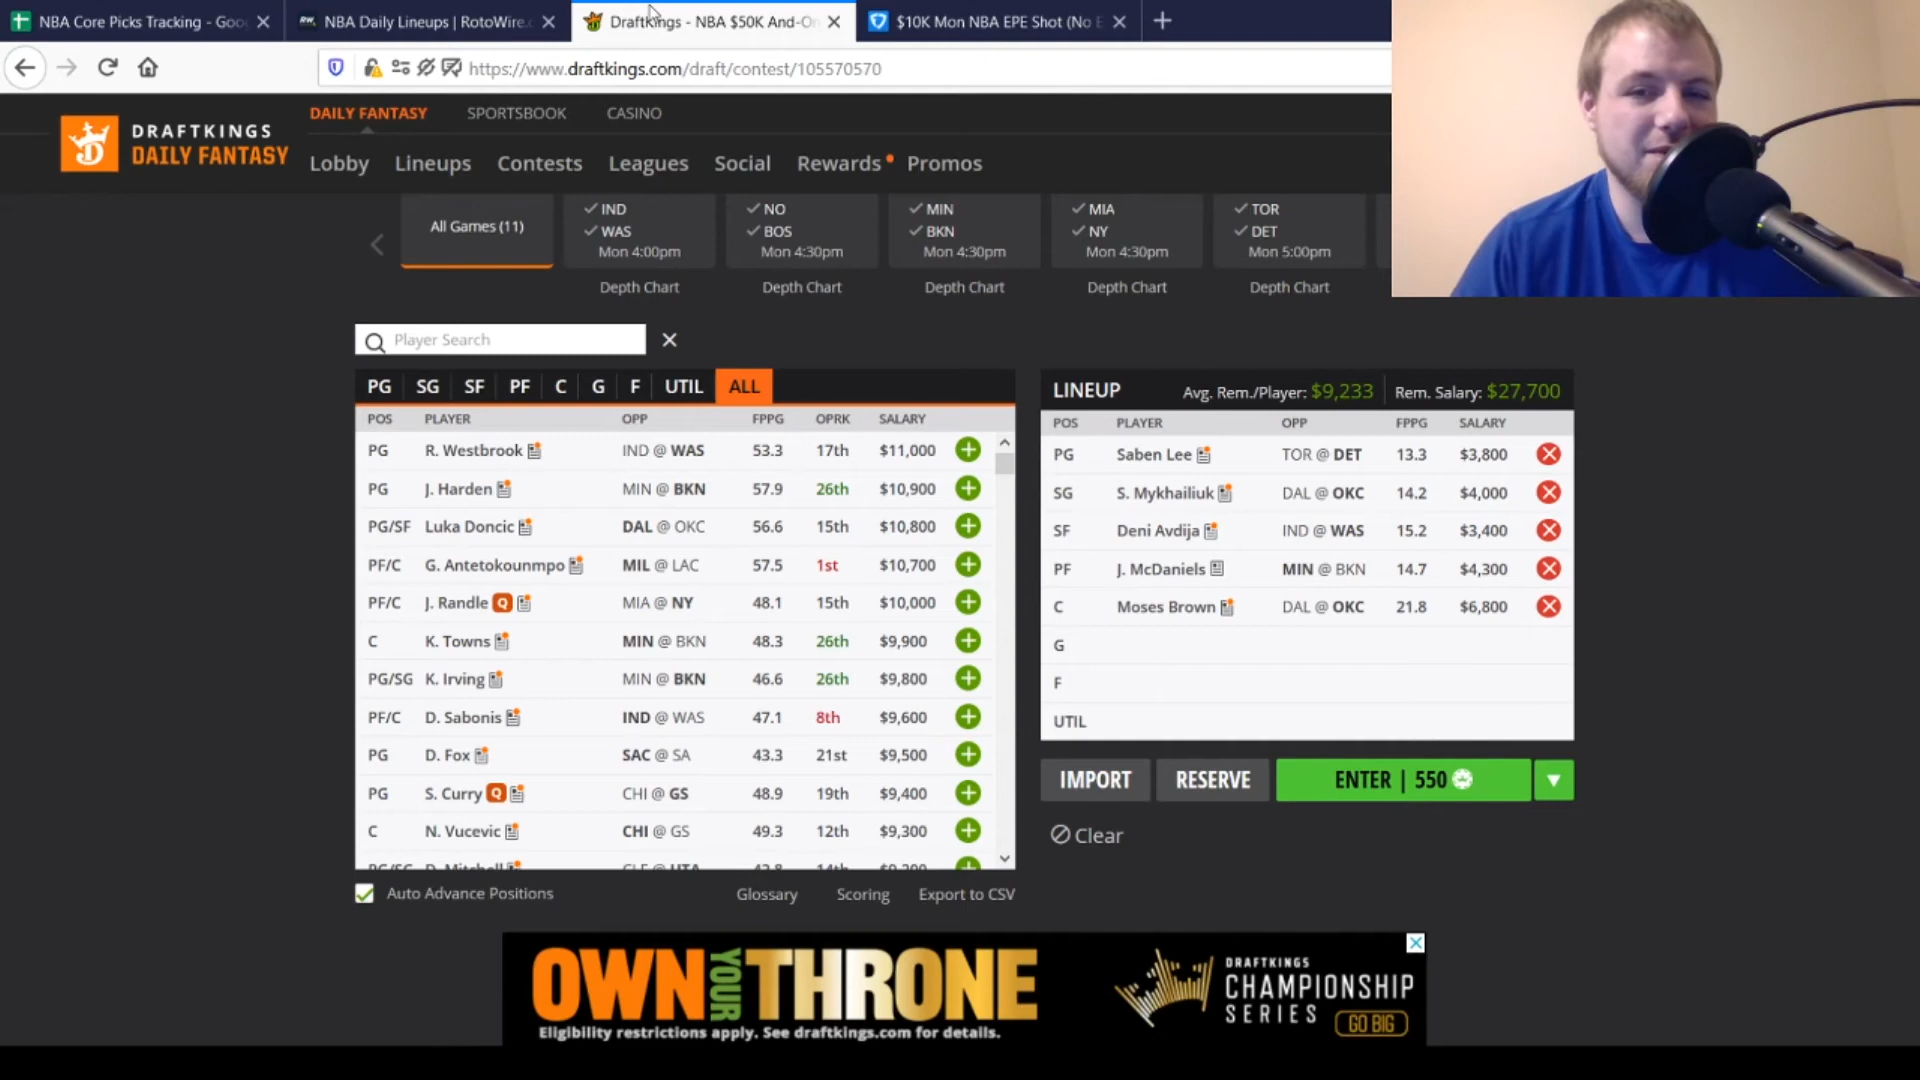 NBA Core Picks Tracking - Goo
NBA Daily Lineups | RotoWire.c
Draftkings - NBA $50K And-On
$10K Mon NBA EPE Shot (No E
https://www.draftkings.com/draft/contest/105570570
DRAFTKINGS
DAILY FANTASY
DAILY FANTASY SPORTSBOOK CASINO
Lobby Lineups Contests Leagues Social Rewards Promos
All Games (11)
IND
WAS
Mon 4:00pm
Depth Chart
NO
BOS
Mon 4:30pm
Depth Chart
MIN
BKN
Mon 4:30pm
Depth Chart
MIA
NY
Mon 4:30pm
Depth Chart
TOR
DET
Mon 5:00pm
Depth Chart
Player Search
PG SG SF PF C G F UTIL ALL
POS PLAYER OPP FPPG OPRK SALARY
PG R. Westbrook IND @ WAS 53.3 17th $11,000
PG J. Harden MIN @ BKN 57.9 26th $10,900
PG/SF Luka Doncic DAL @ OKC 56.6 15th $10,800
PF/C G. Antetokounmpo MIL @ LAC 57.5 1st $10,700
PF/C J. Randle Q MIA @ NY 48.1 15th $10,000
C K. Towns MIN @ BKN 48.3 26th $9,900
PG/SG K. Irving MIN @ BKN 46.6 26th $9,800
PF/C D. Sabonis IND @ WAS 47.1 8th $9,600
PG D. Fox SAC @ SA 43.3 21st $9,500
PG S. Curry Q CHI @ GS 48.9 19th $9,400
C N. Vucevic CHI @ GS 49.3 12th $9,300
Auto Advance Positions
Glossary Scoring Export to CSV
LINEUP Avg. Rem./Player: $9,233 Rem. Salary: $27,700
POS PLAYER OPP FPPG SALARY
PG Saben Lee TOR @ DET 13.3 $3,800
SG S. Mykhailiuk DAL @ OKC 14.2 $4,000
SF Deni Avdija IND @ WAS 15.2 $3,400
PF J. McDaniels MIN @ BKN 14.7 $4,300
C Moses Brown DAL @ OKC 21.8 $6,800
G
F
UTIL
IMPORT RESERVE ENTER | 550
Clear
OWN YOUR THRONE
Eligibility restrictions apply. See draftkings.com for details.
DRAFTKINGS
CHAMPIONSHIP
SERIES
GO BIG